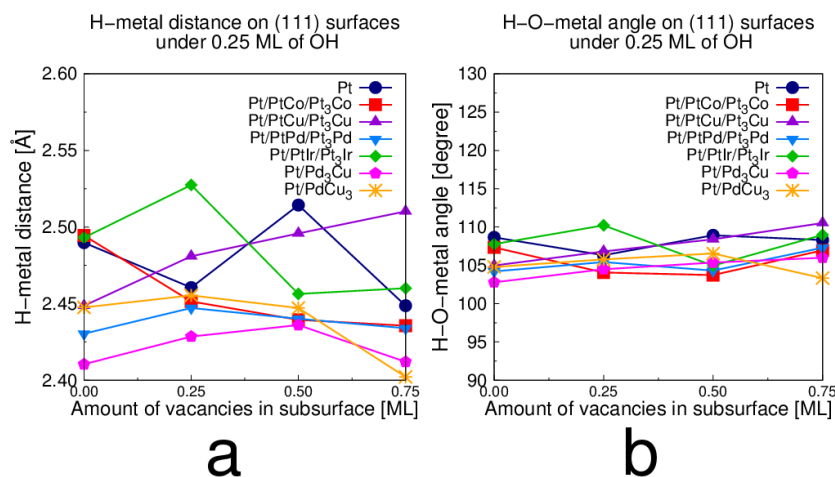 H−metal distance on (111) surfaces
under 0.25 ML of OH
H−metal distance [Å]
2.60
2.55
2.50
2.45
2.40
Pt
Pt/PtCo/Pt3Co
Pt/PtCu/Pt3Cu
Pt/PtPd/Pt3Pd
Pt/PtIr/Pt3Ir
Pt/Pd3Cu
Pt/PdCu3
0.00 0.25 0.50 0.75
Amount of vacancies in subsurface [ML]
a
H−O−metal angle on (111) surfaces
under 0.25 ML of OH
H−O−metal angle [degree]
130
125
120
115
110
105
100
95
90
Pt
Pt/PtCo/Pt3Co
Pt/PtCu/Pt3Cu
Pt/PtPd/Pt3Pd
Pt/PtIr/Pt3Ir
Pt/Pd3Cu
Pt/PdCu3
0.00 0.25 0.50 0.75
Amount of vacancies in subsurface [ML]
b